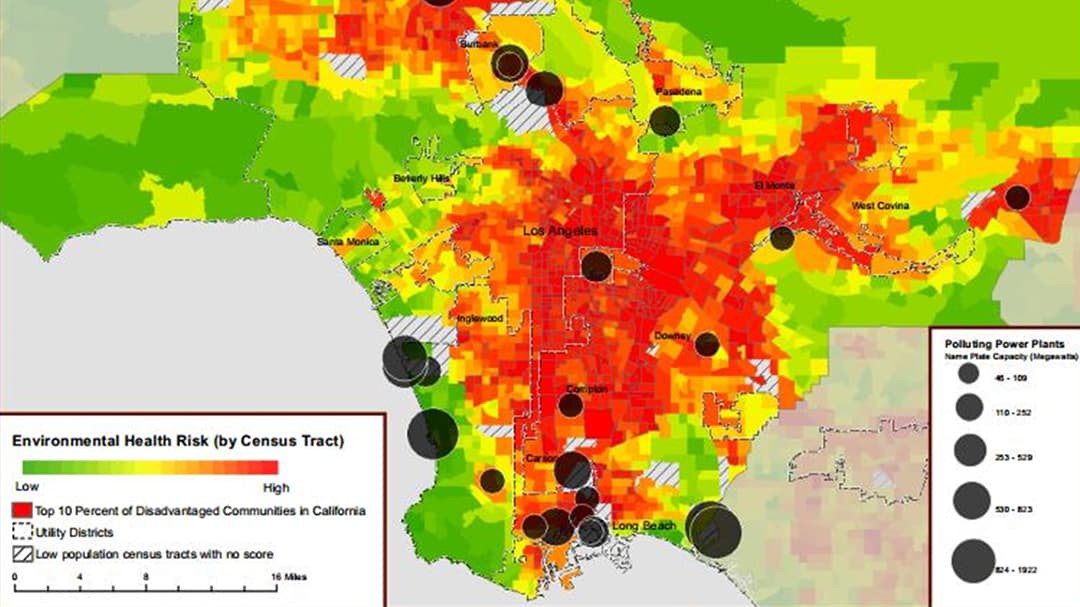 Burbank
Pasadena
Beverly Hills
El Monte
West Covina
Los Angeles
Santa Monica
Inglewood
Downey
Compton
Carson
Long Beach
Environmental Health Risk (by Census Tract)
Low High
Top 10 Percent of Disadvantaged Communities in California
Utility Districts
Low population census tracts with no score
0 4 8 16 Miles
Polluting Power Plants
Name Plate Capacity (Megawatts)
46 - 109
110 - 252
253 - 529
530 - 823
824 - 1922